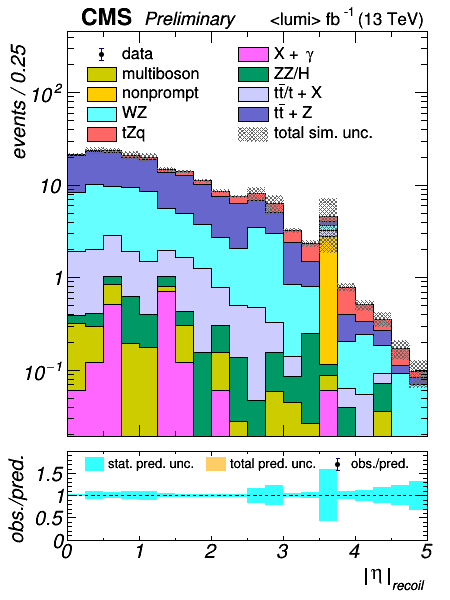 CMS Preliminary <lumi> fb⁻¹ (13 TeV)
events / 0.25
data
multiboson
nonprompt
WZ
tZq
X + γ
ZZ/H
tt̄/t + X
tt̄ + Z
total sim. unc.
10²
10
1
10⁻¹
obs./pred.
stat. pred. unc. total pred. unc. obs./pred.
1.5
1
0.5
0
0 1 2 3 4 5
|η|recoil